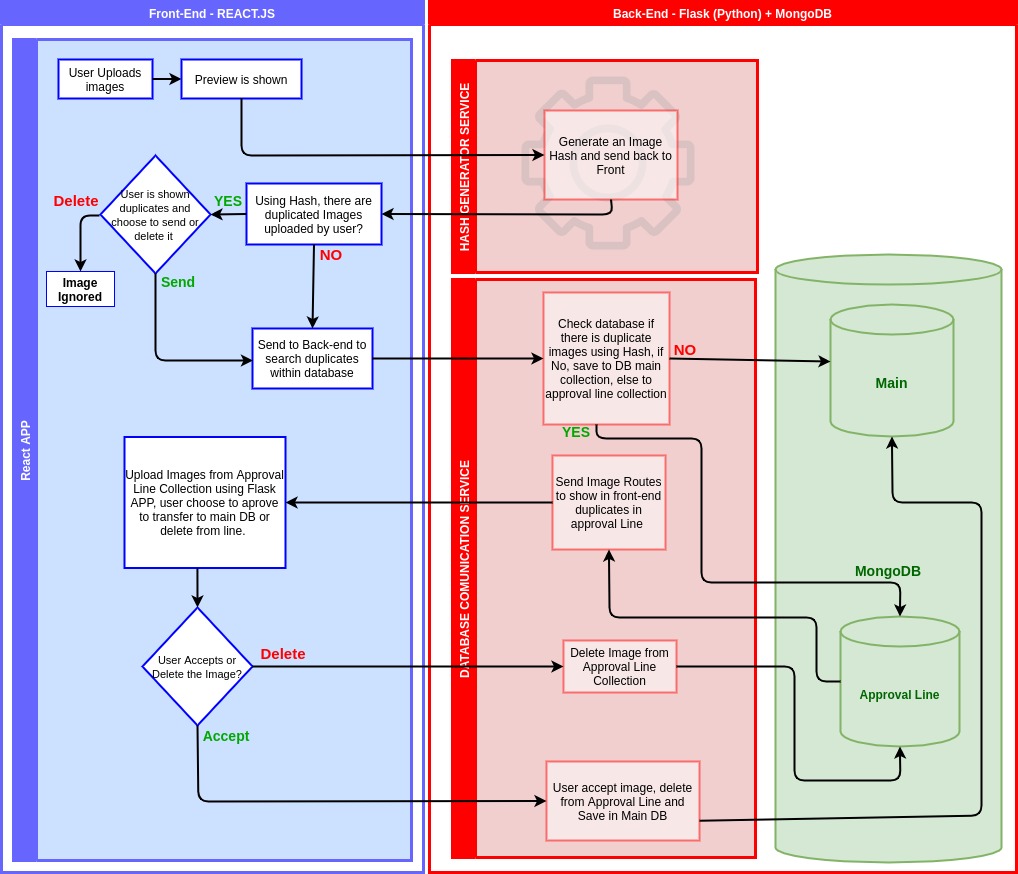 Front-End - REACT.JS
Back-End - Flask (Python) + MongoDB
React APP
User Uploads
images
Preview is shown
HASH GENERATOR SERVICE
Generate an Image
Hash and send back to
Front
Delete
User is shown
duplicates and
choose to send or
delete it
YES
Using Hash, there are
duplicated Images
uploaded by user?
NO
Image
Ignored
Send
Send to Back-end to
search duplicates
within database
DATABASE COMUNICATION SERVICE
Check database if
there is duplicate
images using Hash, if
No, save to DB main
collection, else to
approval line collection
NO
YES
Main
Upload Images from Approval
Line Collection using Flask
APP, user choose to aprove
to transfer to main DB or
delete from line.
Send Image Routes
to show in front-end
duplicates in
approval Line
MongoDB
User Accepts or
Delete the Image?
Delete
Delete Image from
Approval Line
Collection
Approval Line
Accept
User accept image, delete
from Approval Line and
Save in Main DB